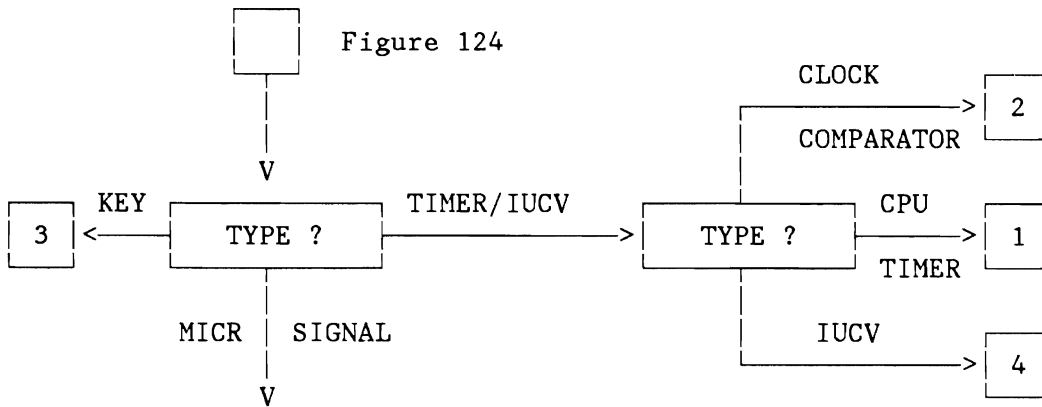 Figure 124
CLOCK
2
COMPARATOR
KEY
TIMER/IUCV
CPU
3
TYPE ?
TYPE ?
1
TIMER
MICR SIGNAL
IUCV
4